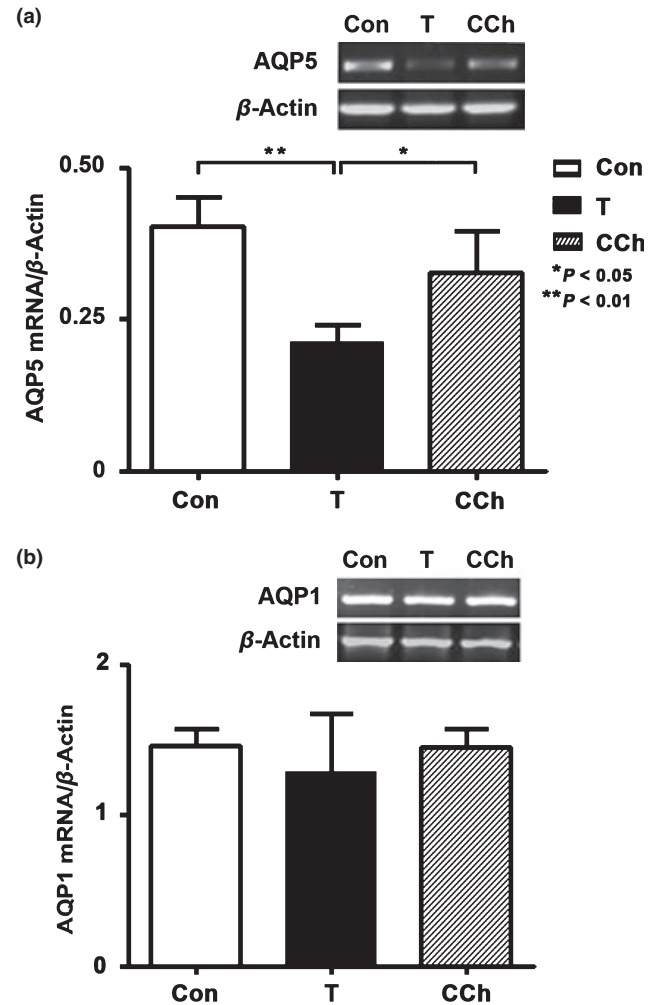 (a)
Con T CCh
AQP5
β-Actin
0.50
0.25
0
AQP5 mRNA/β-Actin
** *
Con
T
CCh
*P < 0.05
**P < 0.01
Con T CCh
(b)
Con T CCh
AQP1
β-Actin
2
1
0
AQP1 mRNA/β-Actin
Con T CCh